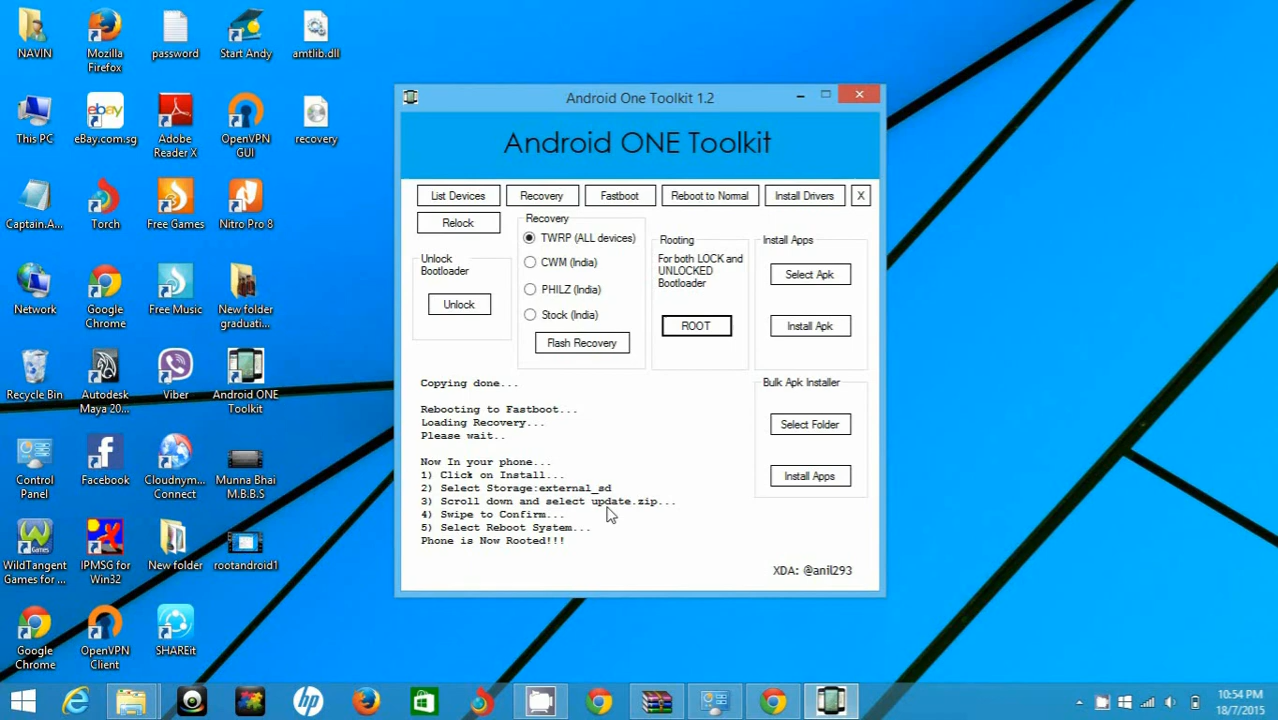 NAVIN
Mozilla
Firefox
password
Start Andy
amtlib.dll
This PC
ebay
eBay.com.sg
Adobe
Reader X
OpenVPN
GUI
recovery
Captain.A...
Torch
Free Games
Nitro Pro 8
Network
Google
Chrome
Free Music
New folder
graduati...
Recycle Bin
Autodesk
Maya 20...
Viber
Android ONE
Toolkit
Control
Panel
Facebook
Cloudnym...
Connect
Munna Bhai
M.B.B.S
WildTangent
Games for ...
IPMSG for
Win32
New folder
rootandroid1
Google
Chrome
OpenVPN
Client
SHAREit
Android One Toolkit 1.2
Android ONE Toolkit
List Devices
Recovery
Fastboot
Reboot to Normal
Install Drivers
X
Relock
Unlock
Bootloader
Unlock
Recovery
TWRP (ALL devices)
CWM (India)
PHILZ (India)
Stock (India)
Flash Recovery
Rooting
For both LOCK and
UNLOCKED
Bootloader
ROOT
Install Apps
Select Apk
Install Apk
Bulk Apk Installer
Select Folder
Install Apps
Copying done...
Rebooting to Fastboot...
Loading Recovery...
Please wait..
Now In your phone...
1) Click on Install...
2) Select Storage:external_sd
3) Scroll down and select update.zip...
4) Swipe to Confirm...
5) Select Reboot System...
Phone is Now Rooted!!!
XDA: @anil293
hp
10:54 PM
18/7/2015